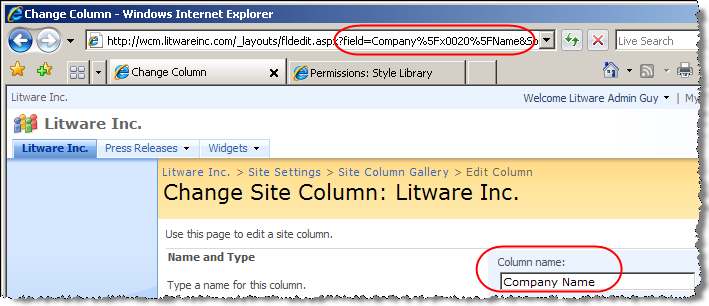 Change Column - Windows Internet Explorer
http://wcm.litwareinc.com/_layouts/fldedit.aspx?field=Company%5Fx0020%5FName&So
Live Search
Change Column
Permissions: Style Library
Litware Inc.
Welcome Litware Admin Guy
My
Litware Inc.
Litware Inc.
Press Releases
Widgets
Litware Inc. > Site Settings > Site Column Gallery > Edit Column
Change Site Column: Litware Inc.
Use this page to edit a site column.
Name and Type
Column name:
Type a name for this column.
Company Name